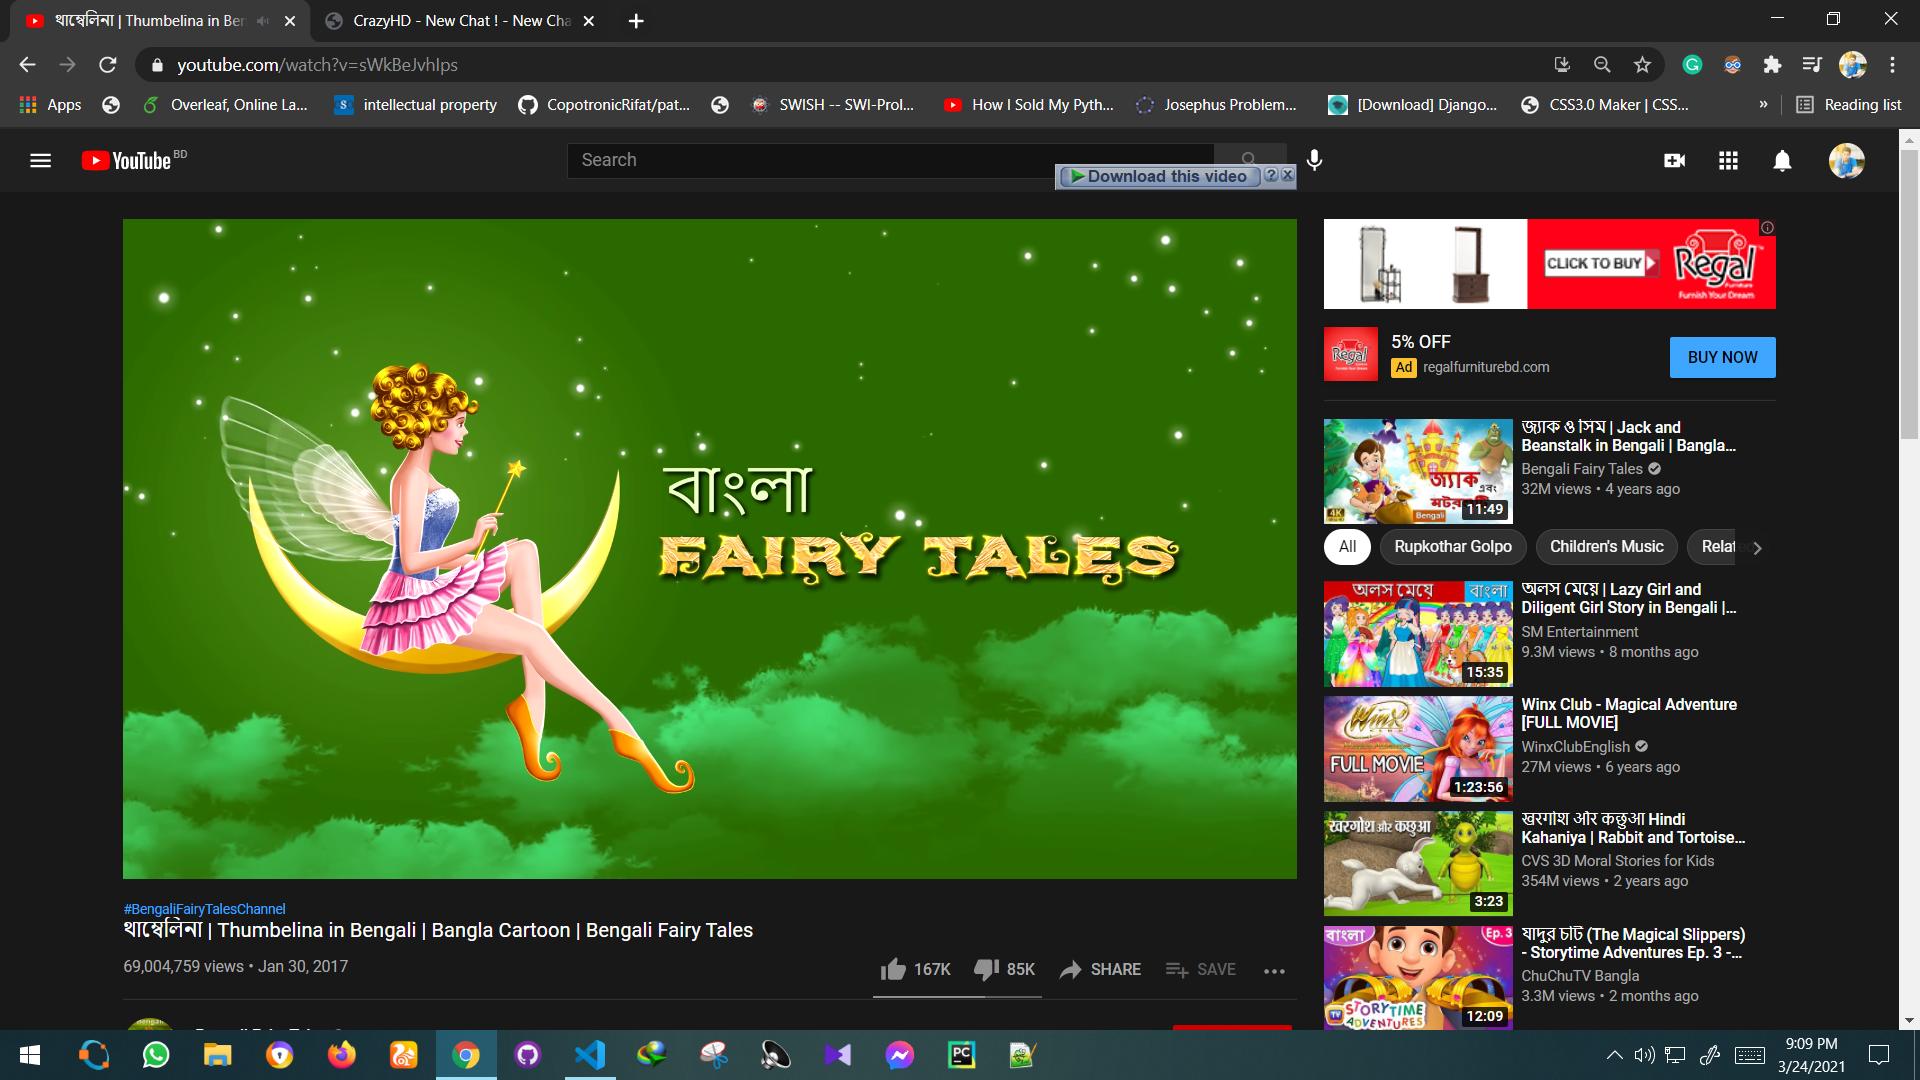 থাম্বেলিনা | Thumbelina in Ber
CrazyHD - New Chat ! - New Cha
youtube.com/watch?v=sWkBeJvhIps
Apps
Overleaf, Online La...
intellectual property
CopotronicRifat/pat...
SWISH -- SWI-Prol...
How I Sold My Pyth...
Josephus Problem...
[Download] Django...
CSS3.0 Maker | CSS...
»
Reading list
YouTube BD
Search
Download this video
বাংলা
FAIRY TALES
CLICK TO BUY
Regal
Furniture
Furnish Your Dream
5% OFF
Ad regalfurniturebd.com
BUY NOW
জ্যাক এবং
4K
Bengali
11:49
জ্যাক ও সিম | Jack and
Beanstalk in Bengali | Bangla...
Bengali Fairy Tales
32M views • 4 years ago
All
Rupkothar Golpo
Children's Music
Relate
অলস মেয়ে
বাংলা
15:35
অলস মেয়ে | Lazy Girl and
Diligent Girl Story in Bengali |...
SM Entertainment
9.3M views • 8 months ago
Winx
FULL MOVIE
1:23:56
Winx Club - Magical Adventure
[FULL MOVIE]
WinxClubEnglish
27M views • 6 years ago
खरगोश और कछुआ
3:23
खरगोश और कछुआ Hindi
Kahaniya | Rabbit and Tortoise...
CVS 3D Moral Stories for Kids
354M views • 2 years ago
বাংলা
Ep. 3
STORYTIME
ADVENTURES
12:09
যাদুর চটি (The Magical Slippers)
- Storytime Adventures Ep. 3 -...
ChuChuTV Bangla
3.3M views • 2 months ago
#BengaliFairyTalesChannel
থাম্বেলিনা | Thumbelina in Bengali | Bangla Cartoon | Bengali Fairy Tales
69,004,759 views • Jan 30, 2017
167K
85K
SHARE
SAVE
9:09 PM
3/24/2021